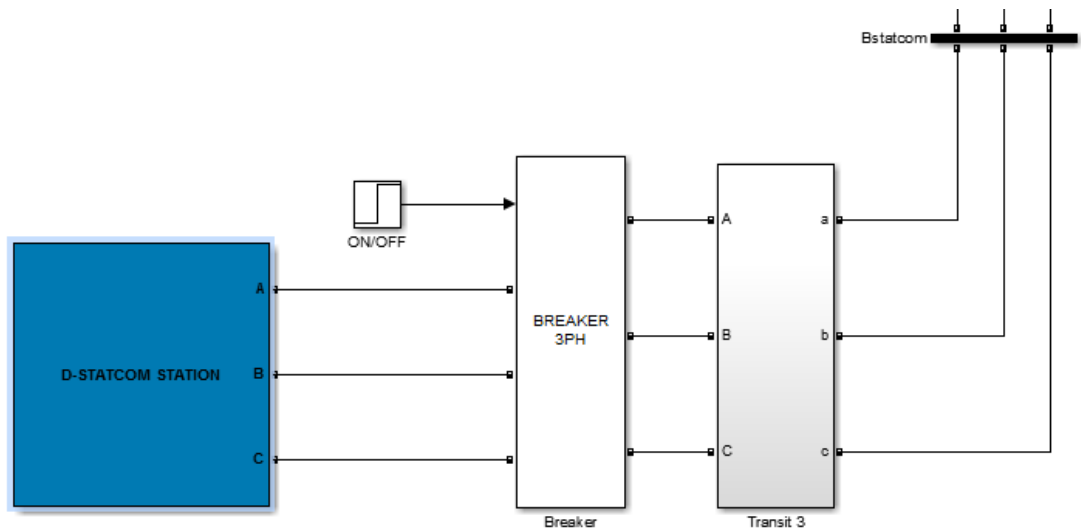 Bstatcom
ON/OFF
A
B
C
D-STATCOM STATION
BREAKER
3PH
Breaker
A
B
C
a
b
c
Transit 3